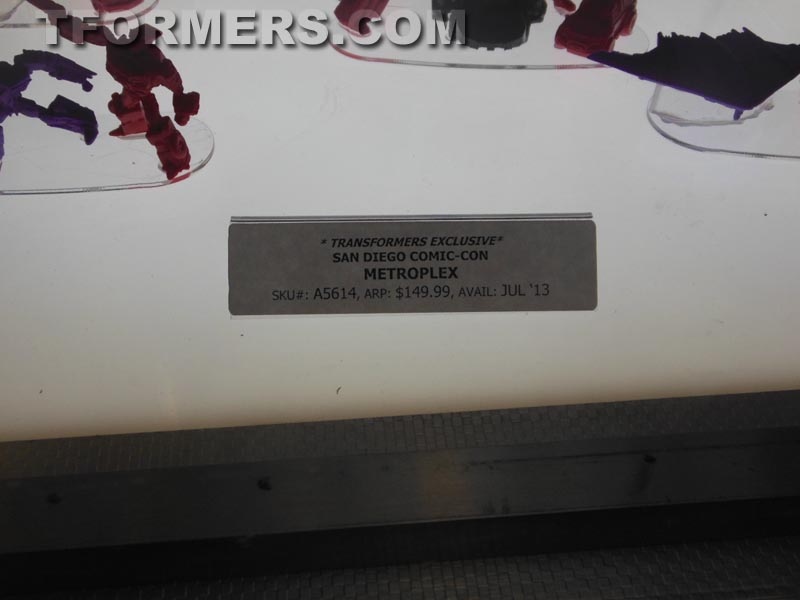 TFORMERS.COM
* TRANSFORMERS EXCLUSIVE*
SAN DIEGO COMIC-CON
METROPLEX
SKU#: A5614, ARP: $149.99, AVAIL: JUL '13